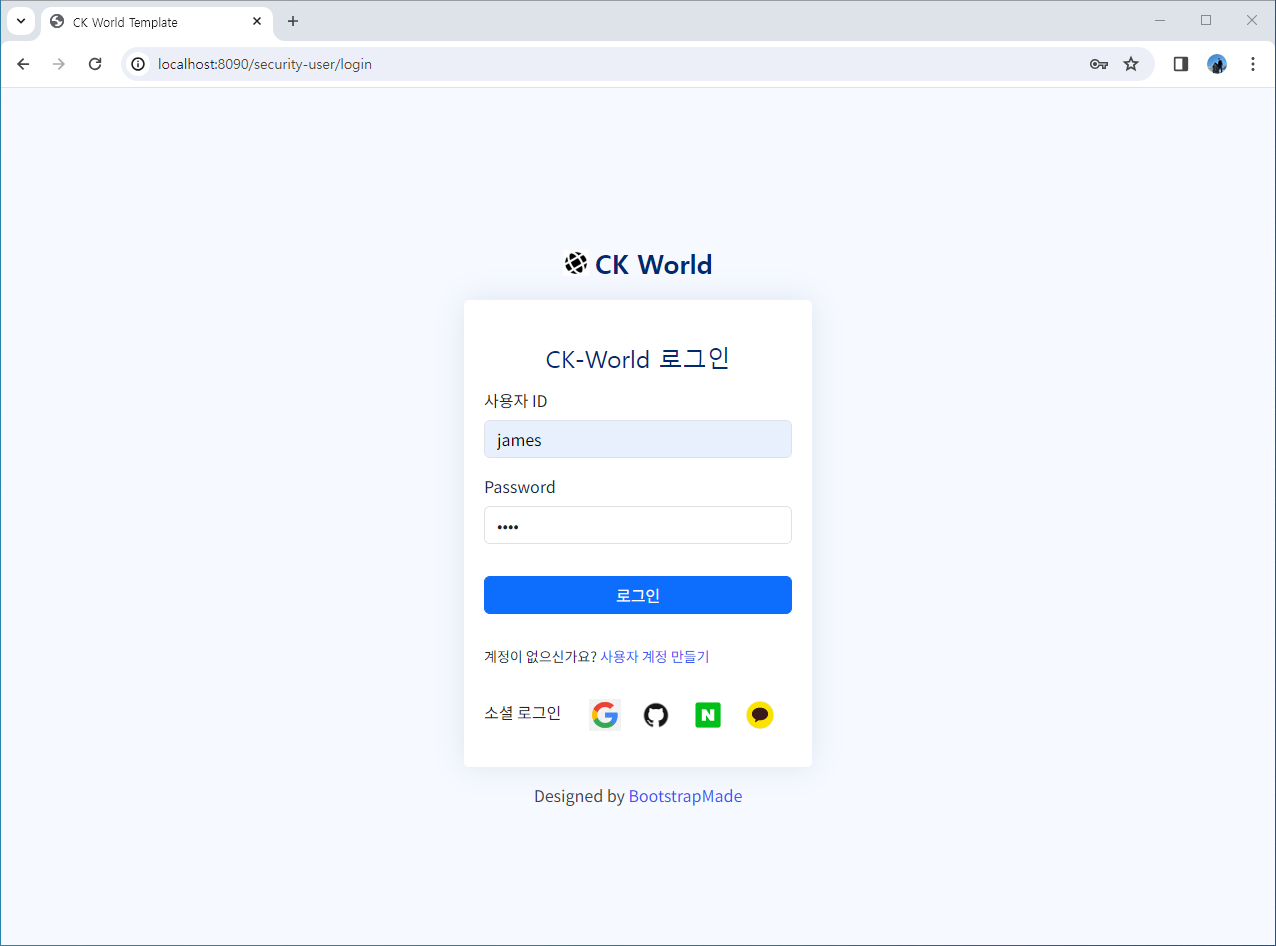 CK World Template
localhost:8090/security-user/login
CK World
CK-World 로그인
사용자 ID
james
Password
••••
로그인
계정이 없으신가요? 사용자 계정 만들기
소셜 로그인
N
Designed by BootstrapMade